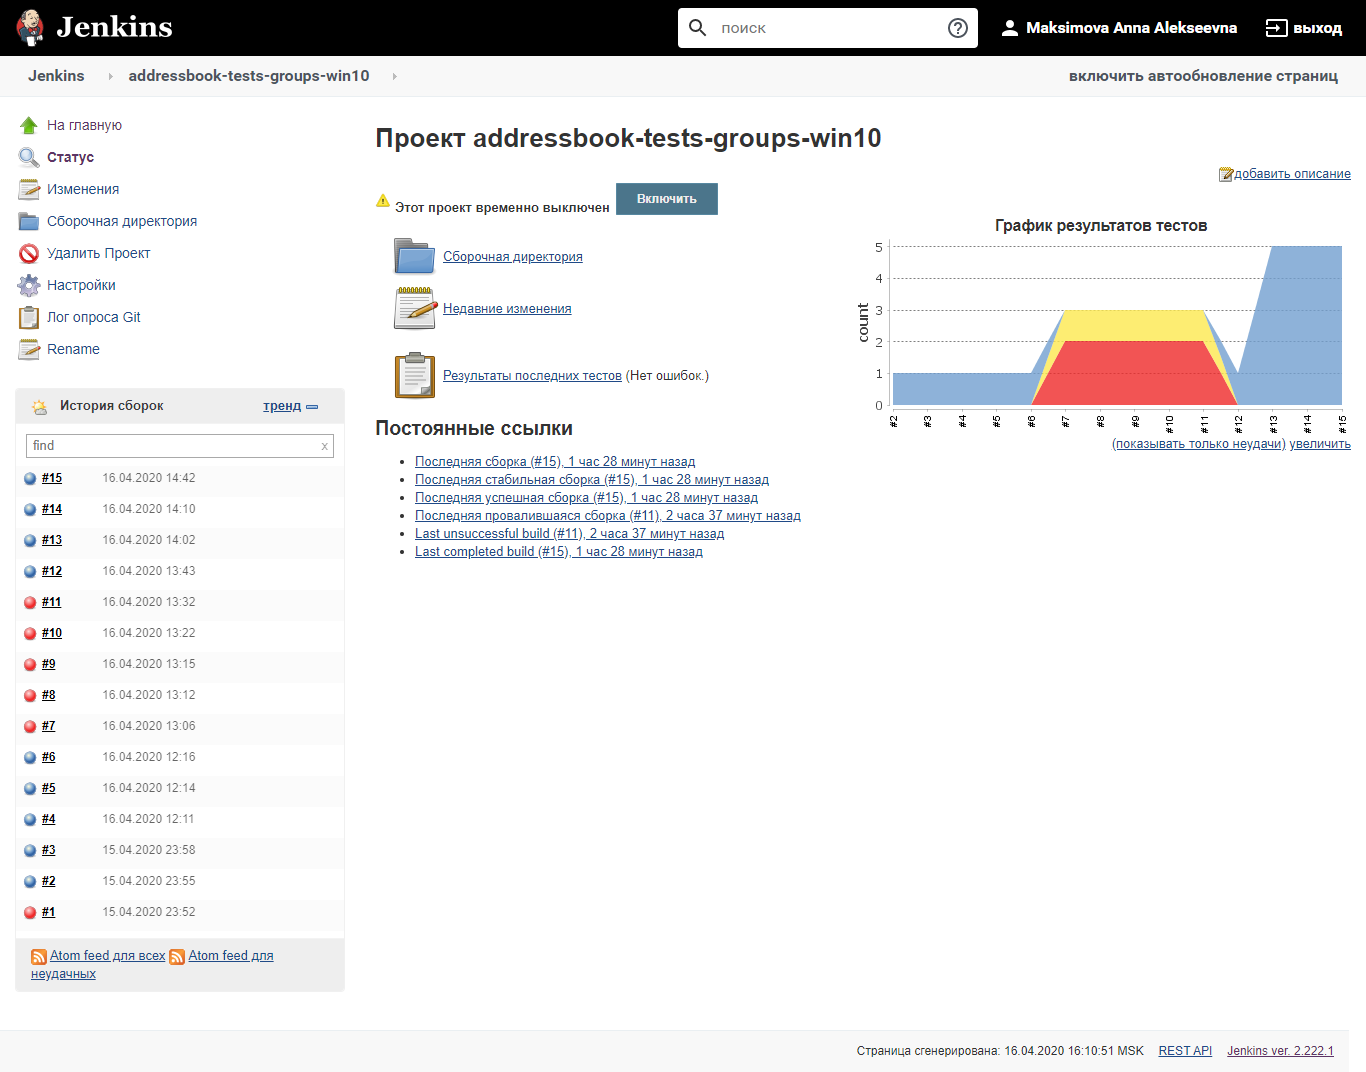 Jenkins
поиск
Maksimova Anna Alekseevna
выход
Jenkins
addressbook-tests-groups-win10
включить автообновление страниц
На главную
Статус
Изменения
Сборочная директория
Удалить Проект
Настройки
Лог опроса Git
Rename
История сборок
тренд
find
x
#15 16.04.2020 14:42
#14 16.04.2020 14:10
#13 16.04.2020 14:02
#12 16.04.2020 13:43
#11 16.04.2020 13:32
#10 16.04.2020 13:22
#9 16.04.2020 13:15
#8 16.04.2020 13:12
#7 16.04.2020 13:06
#6 16.04.2020 12:16
#5 16.04.2020 12:14
#4 16.04.2020 12:11
#3 15.04.2020 23:58
#2 15.04.2020 23:55
#1 15.04.2020 23:52
Atom feed для всех Atom feed для
неудачных
Проект addressbook-tests-groups-win10
добавить описание
Этот проект временно выключен
Включить
Сборочная директория
Недавние изменения
Результаты последних тестов (Нет ошибок.)
График результатов тестов
count
5
4
3
2
1
0
#2 #3 #4 #5 #6 #7 #8 #9 #10 #11 #12 #13 #14 #15
(показывать только неудачи) увеличить
Постоянные ссылки
Последняя сборка (#15), 1 час 28 минут назад
Последняя стабильная сборка (#15), 1 час 28 минут назад
Последняя успешная сборка (#15), 1 час 28 минут назад
Последняя провалившаяся сборка (#11), 2 часа 37 минут назад
Last unsuccessful build (#11), 2 часа 37 минут назад
Last completed build (#15), 1 час 28 минут назад
Страница сгенерирована: 16.04.2020 16:10:51 MSK
REST API
Jenkins ver. 2.222.1